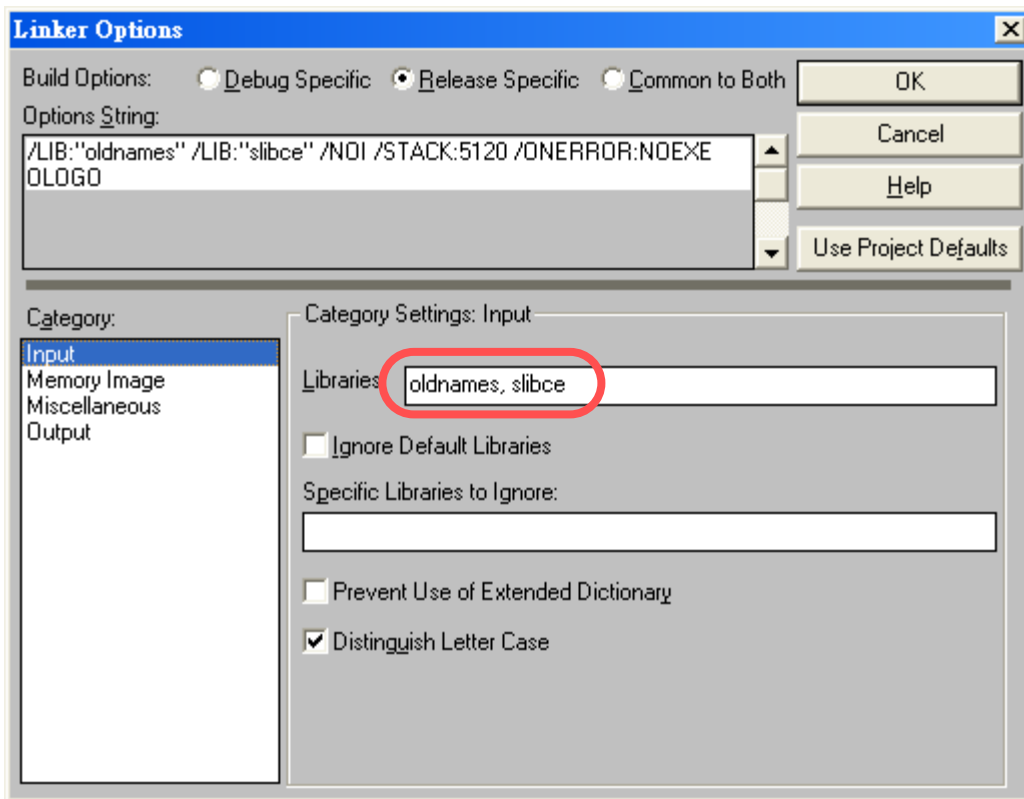 Linker Options
Build Options: Debug Specific Release Specific Common to Both
OK
Options String:
Cancel
/LIB:"oldnames" /LIB:"slibce" /NOI /STACK:5120 /ONERROR:NOEXE
OLOGO
Help
Use Project Defaults
Category:
Input
Memory Image
Miscellaneous
Output
Category Settings: Input
Libraries oldnames, slibce
Ignore Default Libraries
Specific Libraries to Ignore:
Prevent Use of Extended Dictionary
Distinguish Letter Case